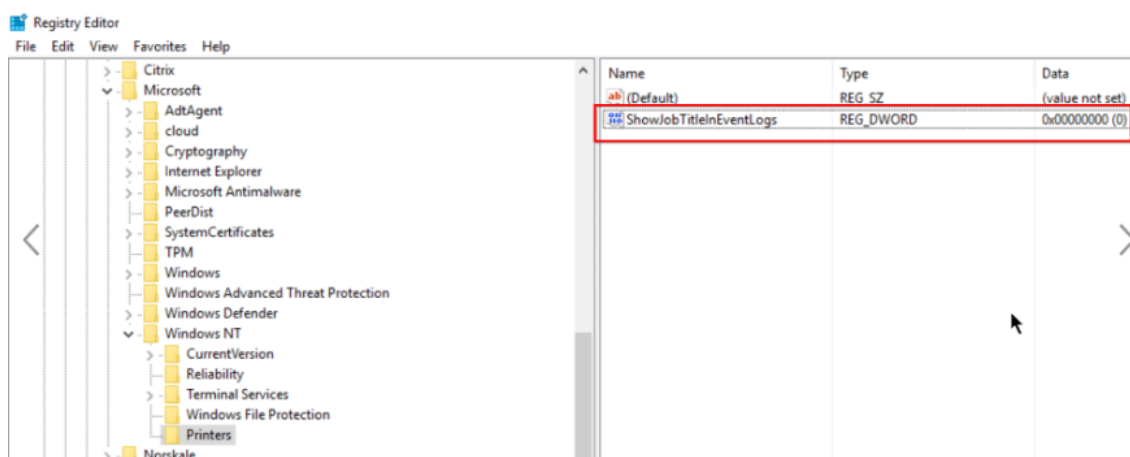 Registry Editor
File Edit View Favorites Help
Citrix
Microsoft
AdtAgent
cloud
Cryptography
Internet Explorer
Microsoft Antimalware
PeerDist
SystemCertificates
TPM
Windows
Windows Advanced Threat Protection
Windows Defender
Windows NT
CurrentVersion
Reliability
Terminal Services
Windows File Protection
Printers
Norskale
Name Type Data
(Default) REG_SZ (value not set)
ShowJobTitleInEventLogs REG_DWORD 0x00000000 (0)